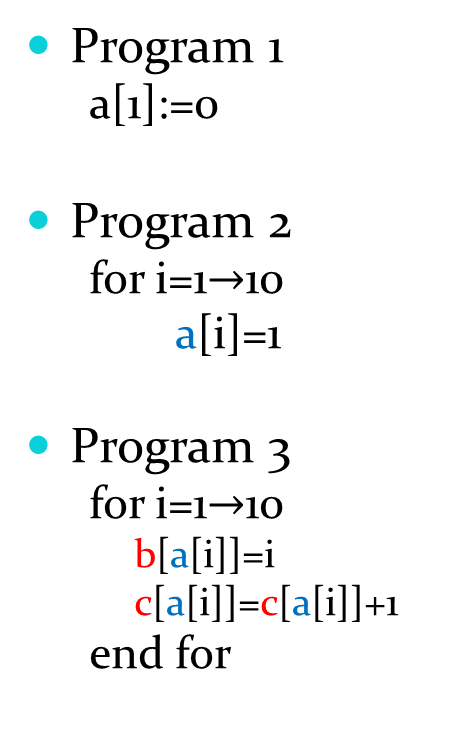 • Program 1
a[1]:=0
• Program 2
for i=1→10
a[i]=1
• Program 3
for i=1→10
b[a[i]]=i
c[a[i]]=c[a[i]]+1
end for